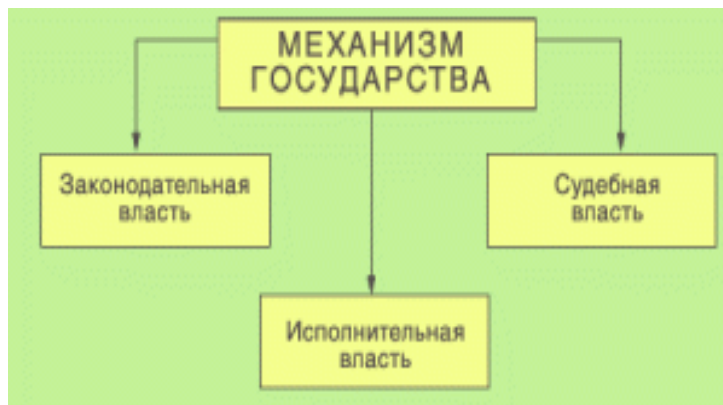 МЕХАНИЗМ
ГОСУДАРСТВА
Законодательная
власть
Судебная
власть
Исполнительная
власть